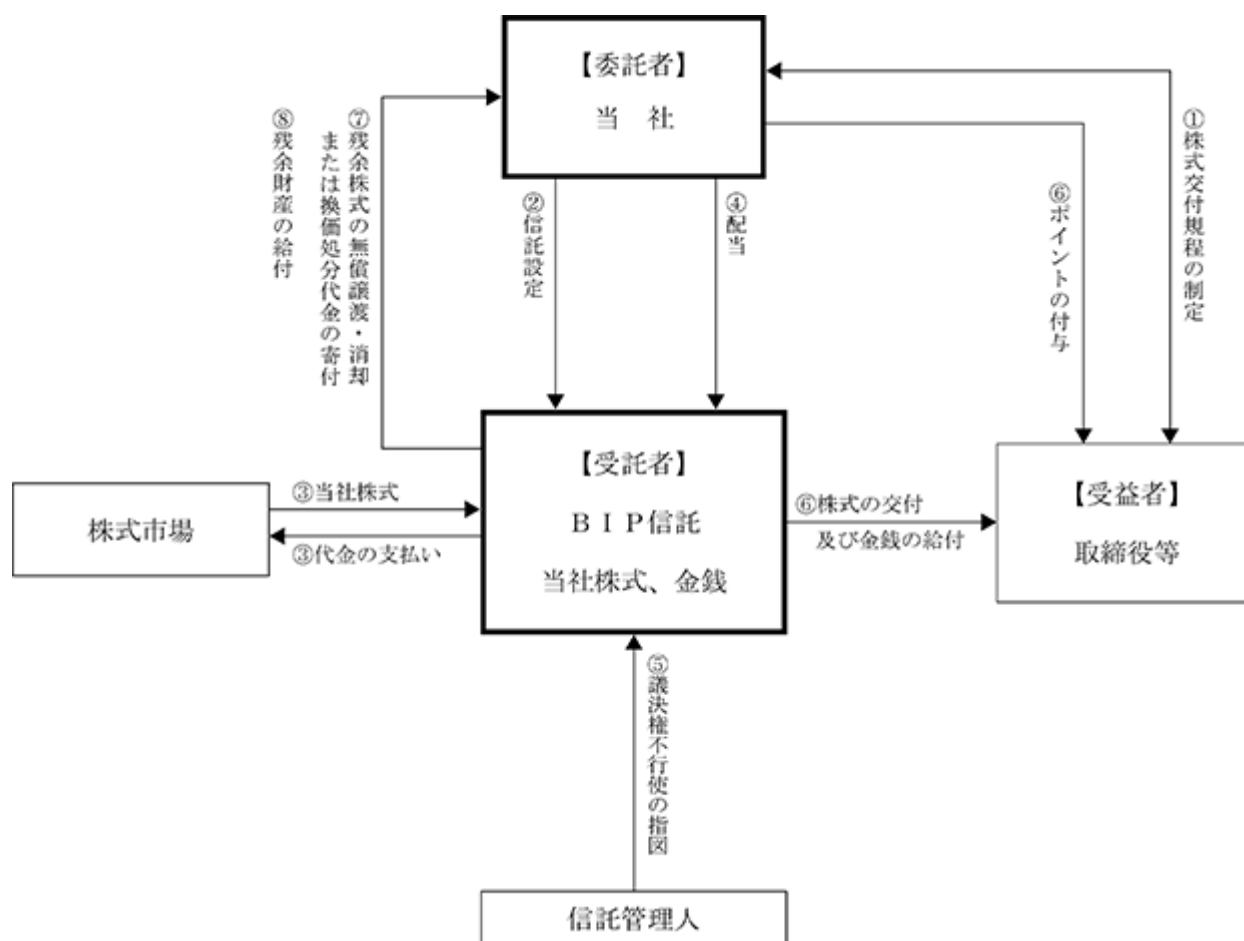 【委託者】
当　社
①株式交付規程の制定
⑥ポイントの付与
②信託設定
④配当
⑦残余株式の無償譲渡・消却
または換価処分代金の寄付
⑧残余財産の給付
株式市場
③当社株式
③代金の支払い
【受託者】
ＢＩＰ信託
当社株式、金銭
⑥株式の交付
及び金銭の給付
【受益者】
取締役等
⑤議決権不行使の指図
信託管理人